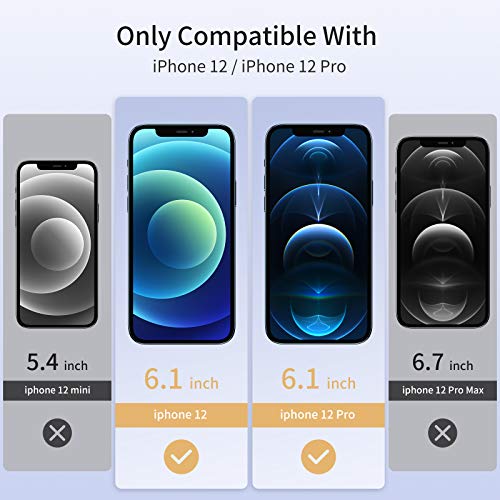 Only Compatible With
iPhone 12 / iPhone 12 Pro
5.4 inch
iphone 12 mini
6.1 inch
iphone 12
6.1 inch
iphone 12 Pro
6.7 inch
iphone 12 Pro Max